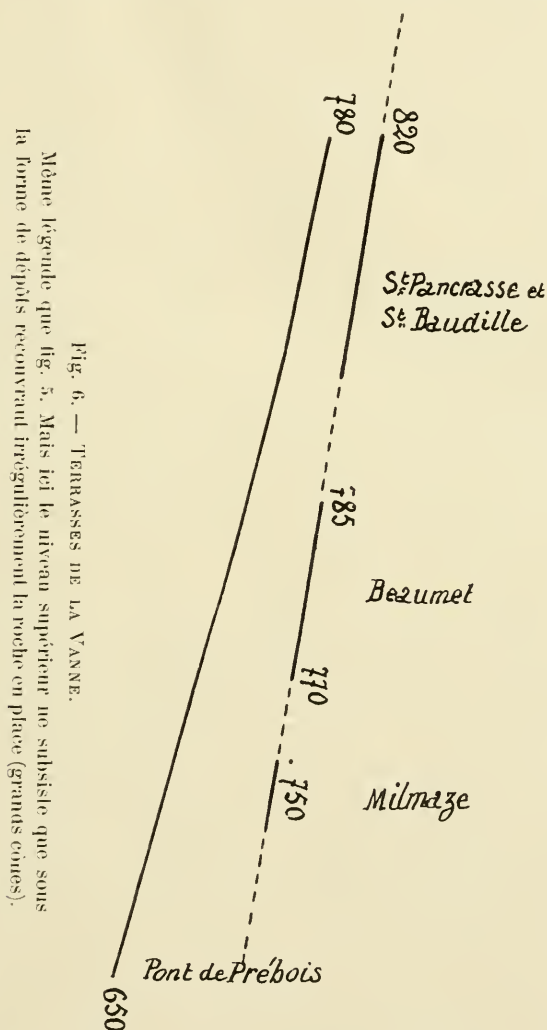 820
780
St. Pancrasse et
St. Baudille
785
Beaumet
770
750
Milmaze
Pont de Prébois
650
Fig. 6. — TERRASSES DE LA VANNE.
Même légende que fig. 5. Mais ici le niveau supérieur ne subsiste que sous
la forme de dépôts recouvrant irrégulièrement la roche en place (grands cônes).